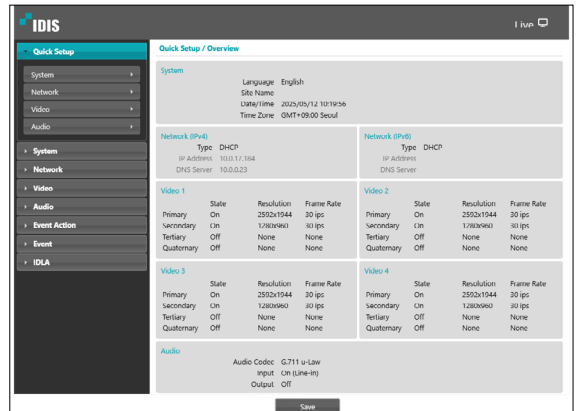 IDIS
Live
Quick Setup
Quick Setup / Overview
System
Network
Video
Audio
System
Network
Video
Audio
Event Action
Event
IDLA
System
Language English
Site Name
Date/Time 2025/05/12 10:19:56
Time Zone GMT+09:00 Seoul
Network (IPv4)
Type DHCP
IP Address 10.0.17.184
DNS Server 10.0.0.23
Network (IPv6)
Type DHCP
IP Address
DNS Server
Video 1
State Resolution Frame Rate
Primary On 2592x1944 30 ips
Secondary On 1280x960 30 ips
Tertiary Off None None
Quaternary Off None None
Video 2
State Resolution Frame Rate
Primary On 2592x1944 30 ips
Secondary On 1280x960 30 ips
Tertiary Off None None
Quaternary Off None None
Video 3
State Resolution Frame Rate
Primary On 2592x1944 30 ips
Secondary On 1280x960 30 ips
Tertiary Off None None
Quaternary Off None None
Video 4
State Resolution Frame Rate
Primary On 2592x1944 30 ips
Secondary On 1280x960 30 ips
Tertiary Off None None
Quaternary Off None None
Audio
Audio Codec G.711 u-Law
Input On (Line-in)
Output Off
Save